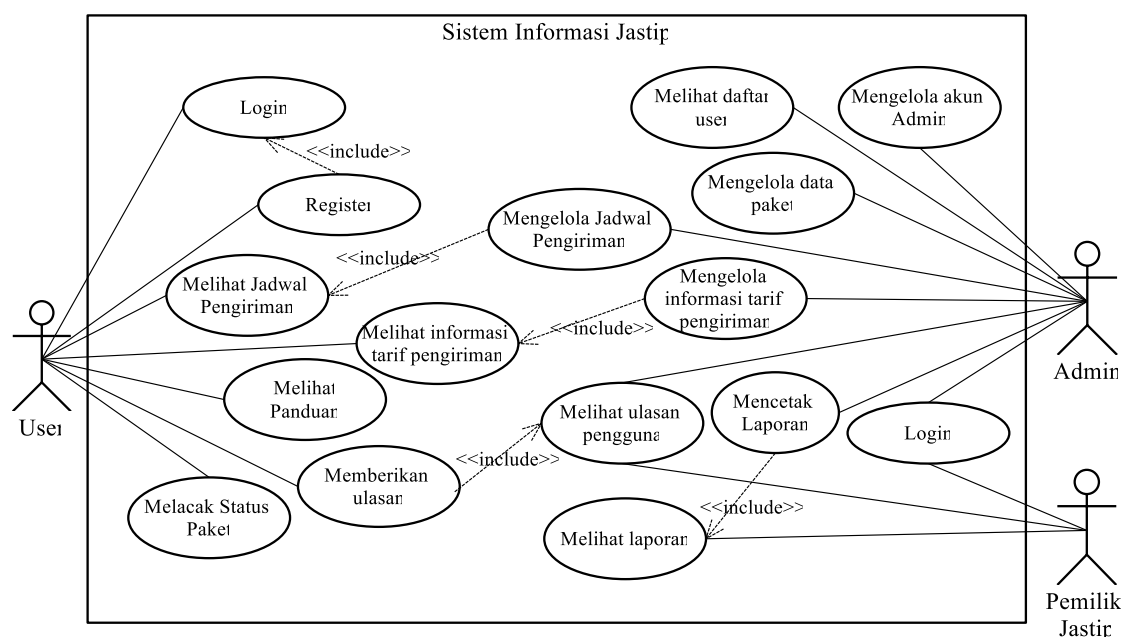 Sistem Informasi Jastip
Login
Melihat daftar
user
Mengelola akun
Admin
<<include>>
Mengelola data
paket
Register
Mengelola Jadwal
Pengiriman
<<include>>
Melihat Jadwal
Pengiriman
Mengelola
informasi tarif
pengiriman
<<include>>
Melihat informasi
tarif pengiriman
Admin
Melihat
Panduan
User
Melihat ulasan
pengguna
Mencetak
Laporan
Login
<<include>>
Memberikan
ulasan
Melacak Status
Paket
<<include>>
Melihat laporan
Pemilik
Jastip